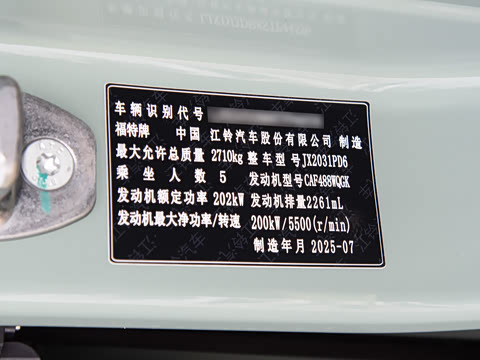 车辆识别代号
福特牌 中国 江铃汽车股份有限公司 制造
最大允许总质量 2710kg 整车型号 JX2031PD6
乘坐人数 5 发动机型号 CAF488WQGK
发动机额定功率 202kW 发动机排量 2261mL
发动机最大净功率/转速 200kW/5500(r/min)
制造年月 2025-07